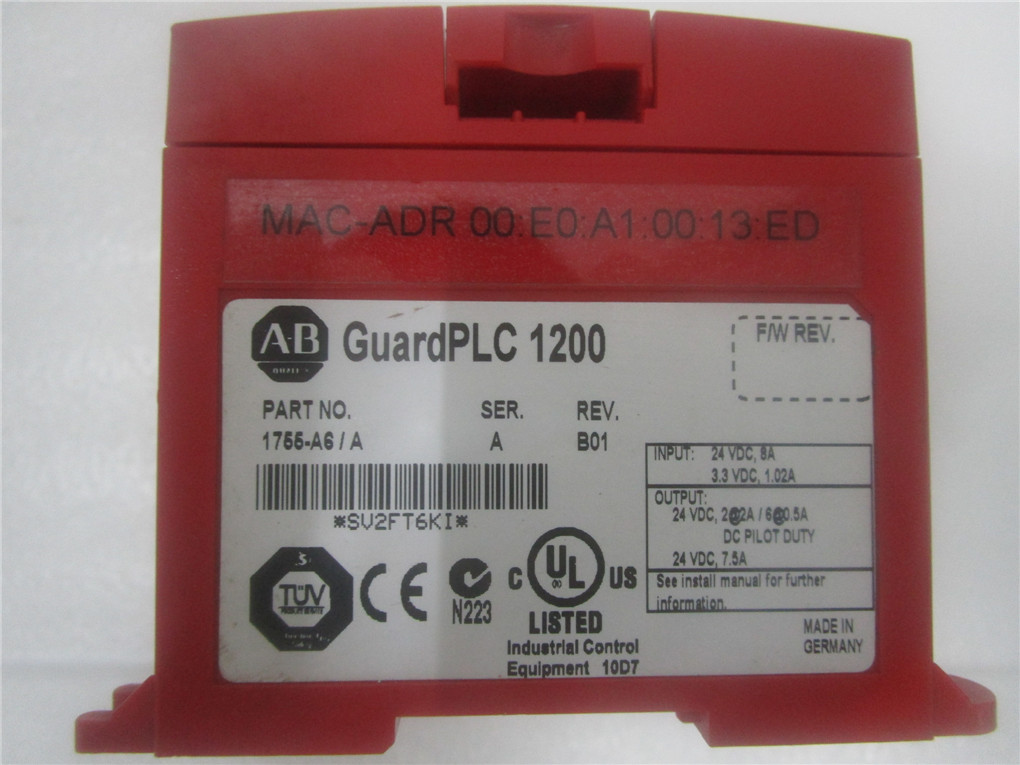 MAC-ADR 00:E0:A1:00:13:ED
A-B
GuardPLC 1200
F/W REV.
PART NO. SER. REV.
1755-A6 / A A B01
*SV2FT6KI*
INPUT: 24 VDC, 8A
3.3 VDC, 1.02A
OUTPUT:
24 VDC, 2@2A / 6@0.5A
DC PILOT DUTY
24 VDC, 7.5A
See install manual for further
information.
TÜV
CE
N223
C UL US
LISTED
Industrial Control
Equipment 10D7
MADE IN
GERMANY